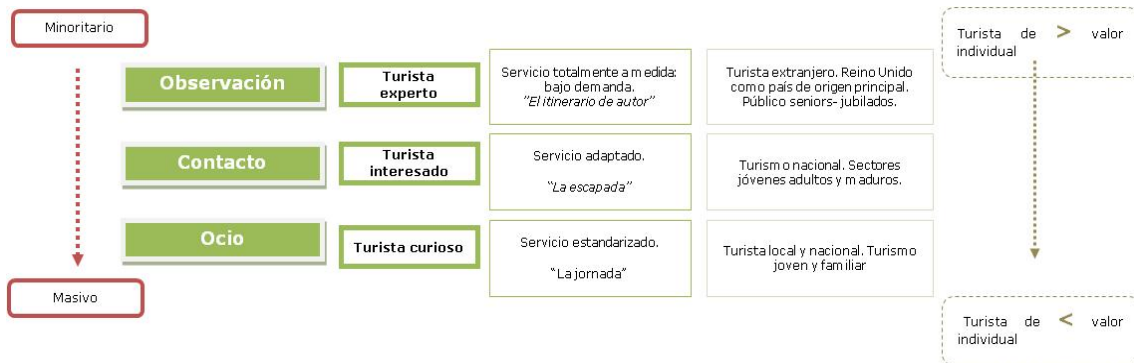 Minoritario
Turista de > valor
individual
Observación
Turista
experto
Servicio totalmente a medida:
bajo demanda.
"El itinerario de autor"
Turista extranjero. Reino Unido
como país de origen principal.
Público seniors- jubilados.
Contacto
Turista
interesado
Servicio adaptado.
"La escapada"
Turismo nacional. Sectores
jóvenes adultos y maduros.
Ocio
Turista curioso
Servicio estandarizado.
"La jornada"
Turista local y nacional. Turismo
joven y familiar
Masivo
Turista de < valor
individual